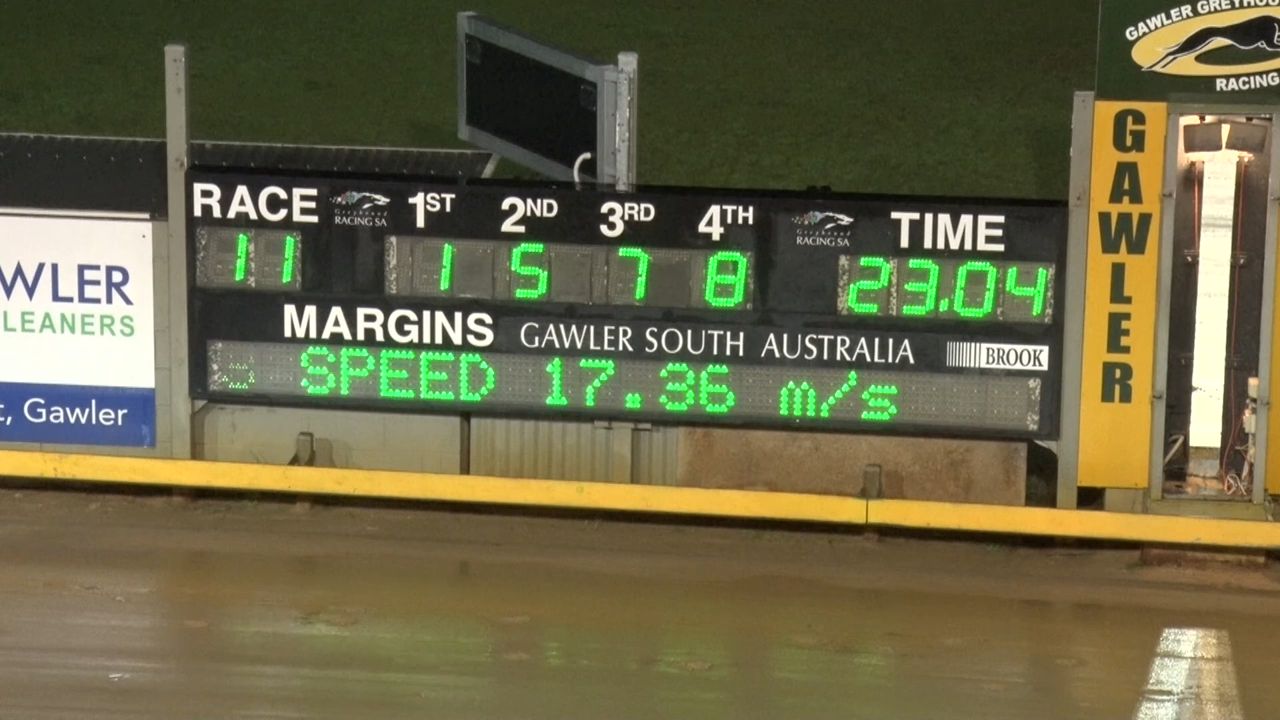 GAWLER GREYHOU
RACING
RACE
Greyhound
RACING SA
1ST
2ND
3RD
4TH
Greyhound
RACING SA
TIME
11
1
5
7
8
23.04
MARGINS
GAWLER SOUTH AUSTRALIA
BROOK
SPEED 17.36 m/s
GAWLER
WLER
LEANERS
t, Gawler